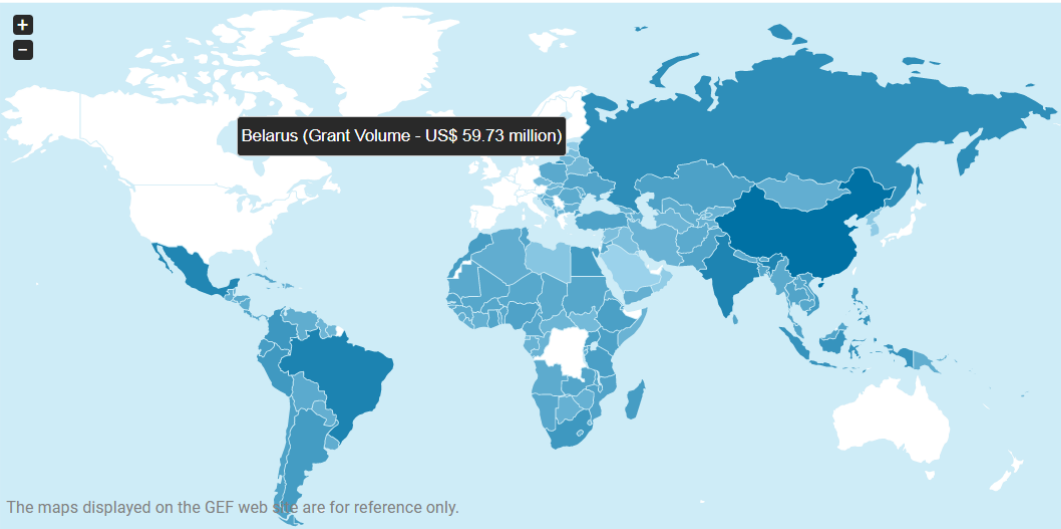 +
−
Belarus (Grant Volume - US$ 59.73 million)
The maps displayed on the GEF web site are for reference only.